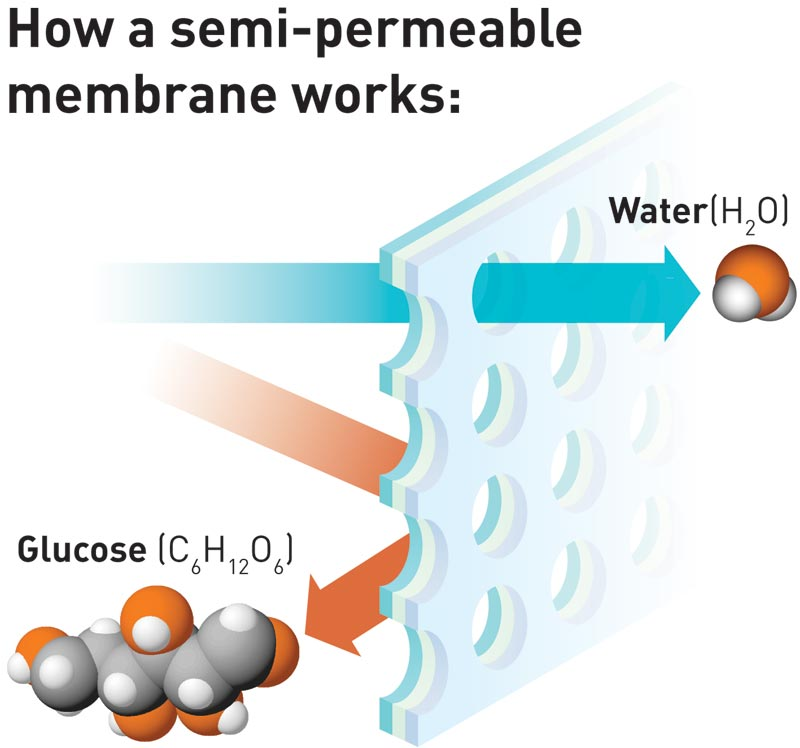 How a semi-permeable
membrane works:
Water(H₂O)
Glucose (C₆H₁₂O₆)